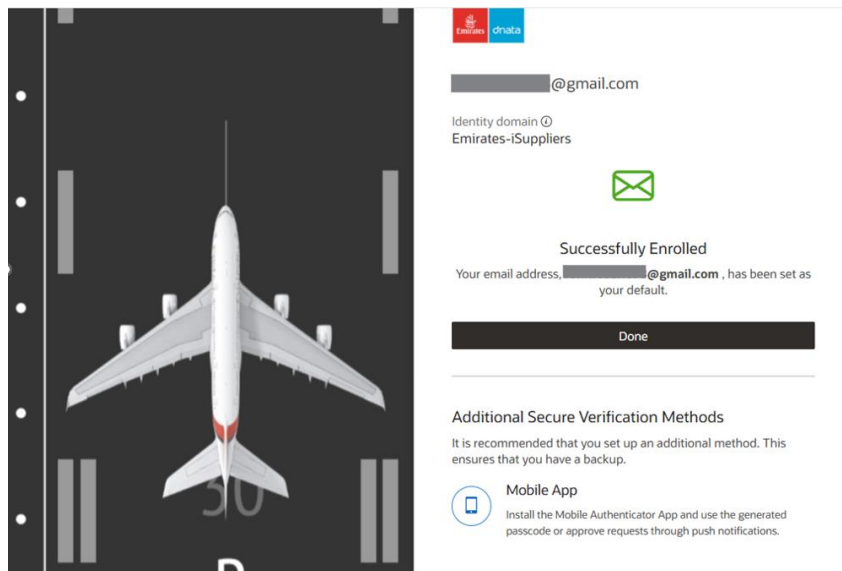 Emirates
dnata
@gmail.com
Identity domain
Emirates-iSuppliers
Successfully Enrolled
Your email address, @gmail.com , has been set as
your default.
Done
Additional Secure Verification Methods
It is recommended that you set up an additional method. This
ensures that you have a backup.
Mobile App
Install the Mobile Authenticator App and use the generated
passcode or approve requests through push notifications.
30